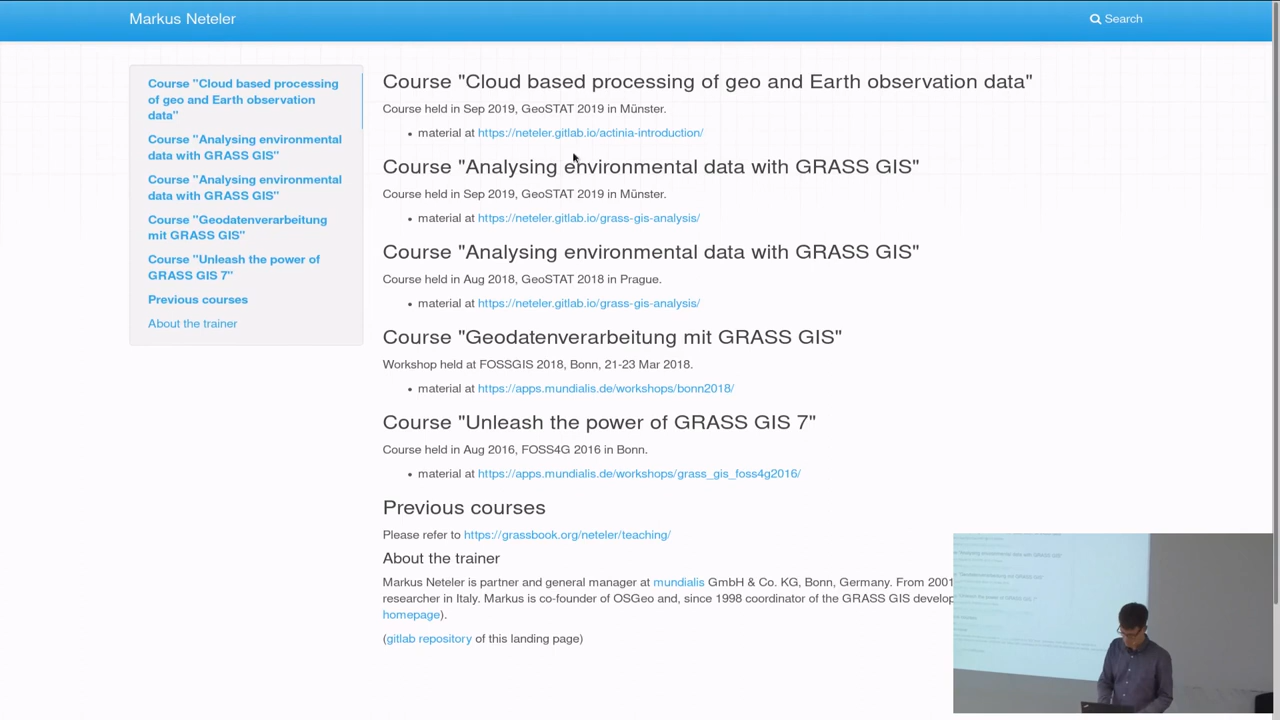 Markus Neteler
Search
Course "Cloud based processing
of geo and Earth observation
data"
Course "Analysing environmental
data with GRASS GIS"
Course "Analysing environmental
data with GRASS GIS"
Course "Geodatenverarbeitung
mit GRASS GIS"
Course "Unleash the power of
GRASS GIS 7"
Previous courses
About the trainer
Course "Cloud based processing of geo and Earth observation data"
Course held in Sep 2019, GeoSTAT 2019 in Münster.
• material at https://neteler.gitlab.io/actinia-introduction/
Course "Analysing environmental data with GRASS GIS"
Course held in Sep 2019, GeoSTAT 2019 in Münster.
• material at https://neteler.gitlab.io/grass-gis-analysis/
Course "Analysing environmental data with GRASS GIS"
Course held in Aug 2018, GeoSTAT 2018 in Prague.
• material at https://neteler.gitlab.io/grass-gis-analysis/
Course "Geodatenverarbeitung mit GRASS GIS"
Workshop held at FOSSGIS 2018, Bonn, 21-23 Mar 2018.
• material at https://apps.mundialis.de/workshops/bonn2018/
Course "Unleash the power of GRASS GIS 7"
Course held in Aug 2016, FOSS4G 2016 in Bonn.
• material at https://apps.mundialis.de/workshops/grass_gis_foss4g2016/
Previous courses
Please refer to https://grassbook.org/neteler/teaching/
About the trainer
Markus Neteler is partner and general manager at mundialis GmbH & Co. KG, Bonn, Germany. From 2001
researcher in Italy. Markus is co-founder of OSGeo and, since 1998 coordinator of the GRASS GIS develop
homepage).
(gitlab repository of this landing page)